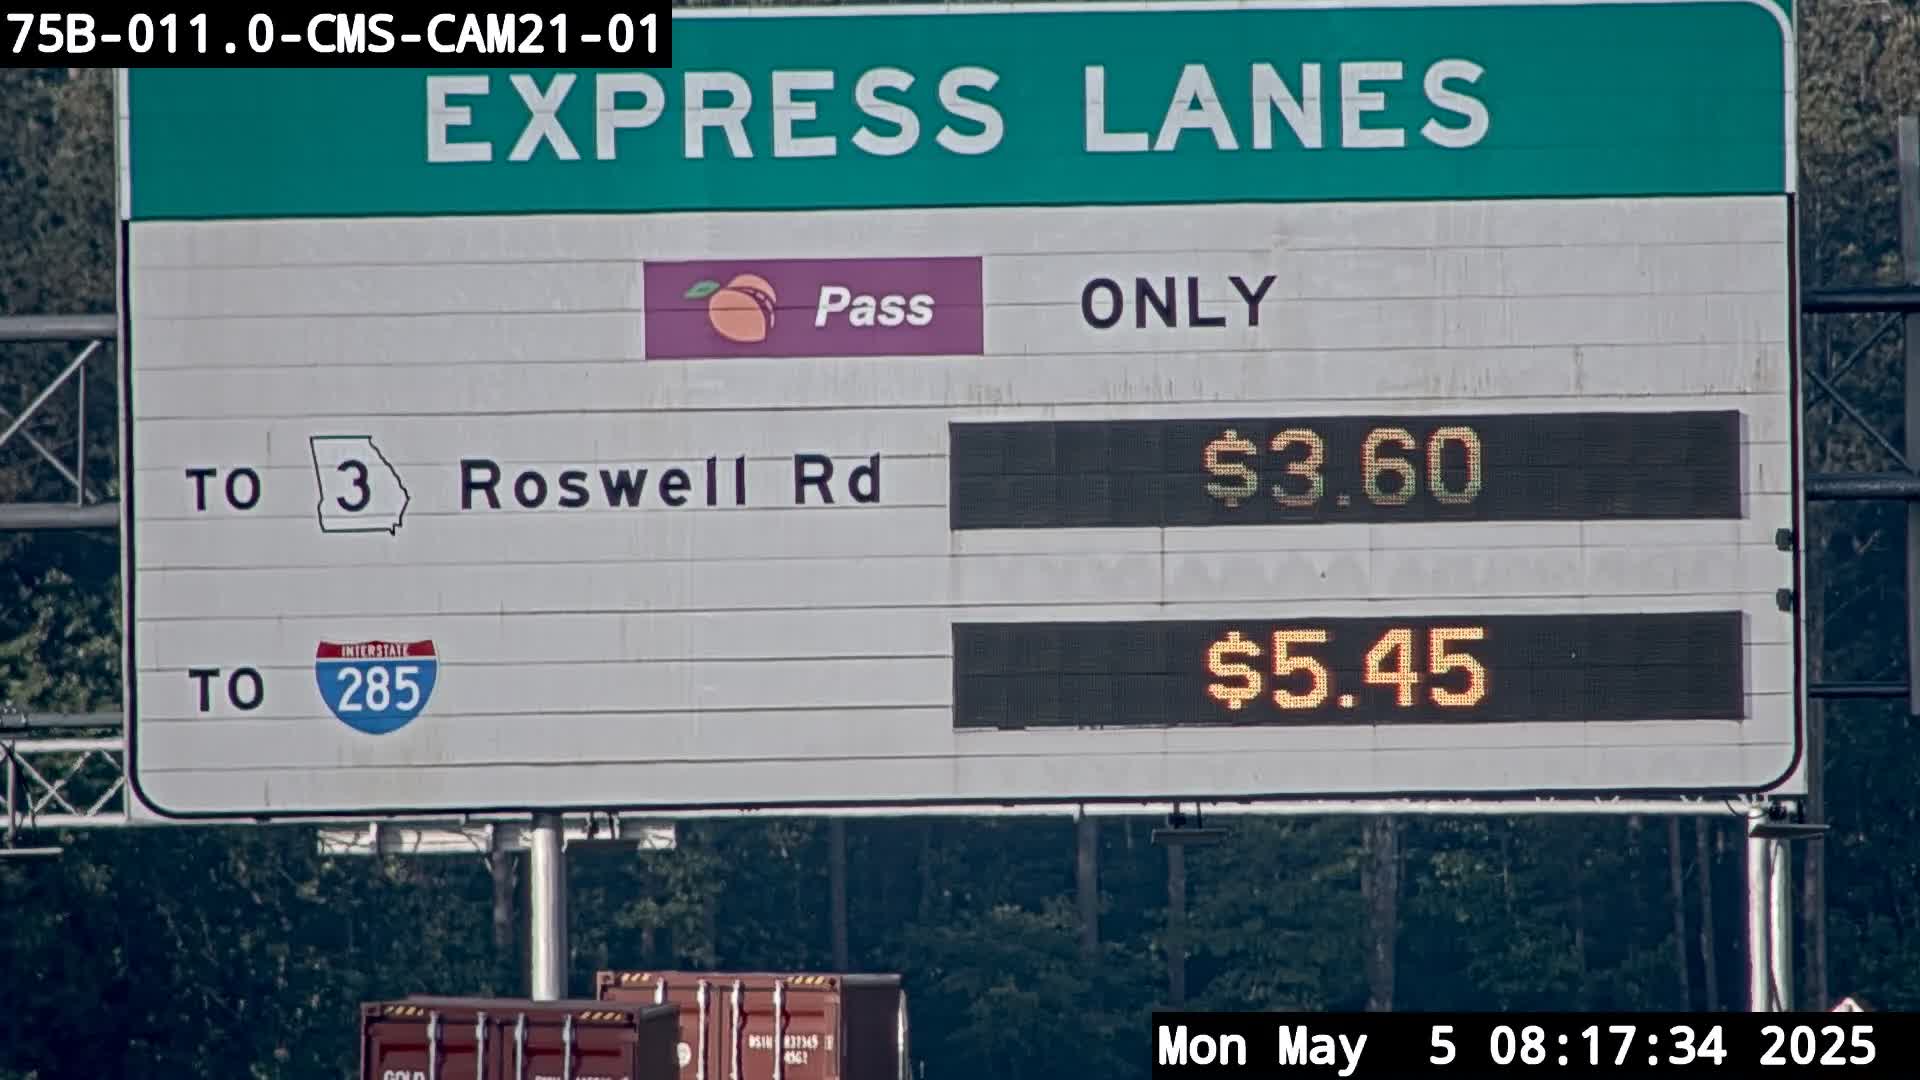 75B-011.0-CMS-CAM21-01
EXPRESS LANES
Pass ONLY
TO 3 Roswell Rd $3.60
TO INTERSTATE 285 $5.45
GOLD
Mon May 5 08:17:34 2025